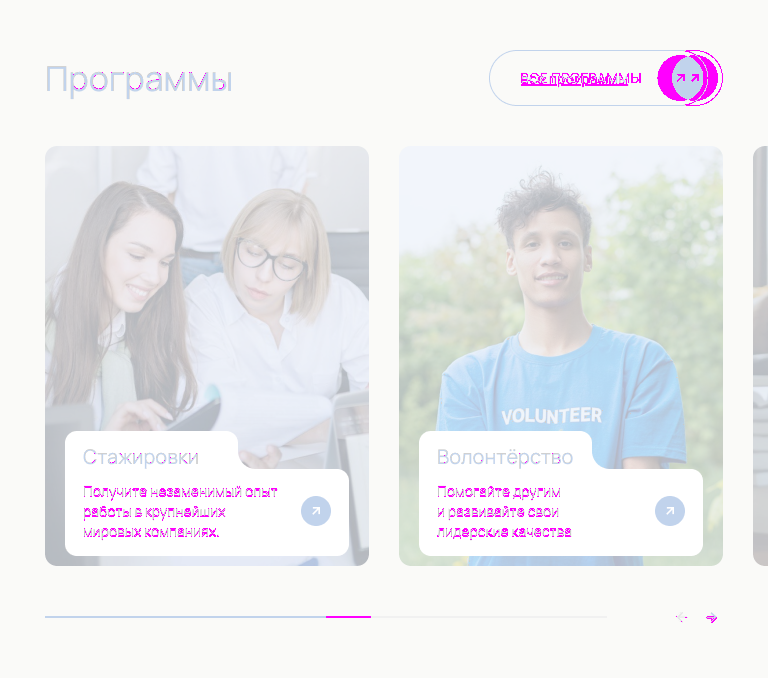 Программы
ВСЕ ПРОГРАММЫ
VOLUNTEER
Стажировки
Получите незаменимый опыт
работы в крупнейших
мировых компаниях.
Волонтёрство
Помогайте другим
и развивайте свои
лидерские качества